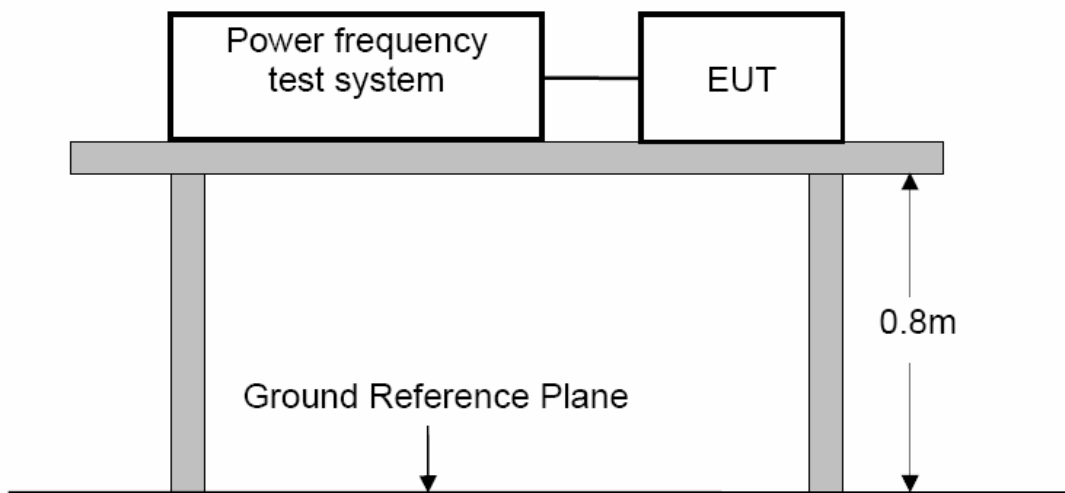 Power frequency
test system
EUT
0.8m
Ground Reference Plane